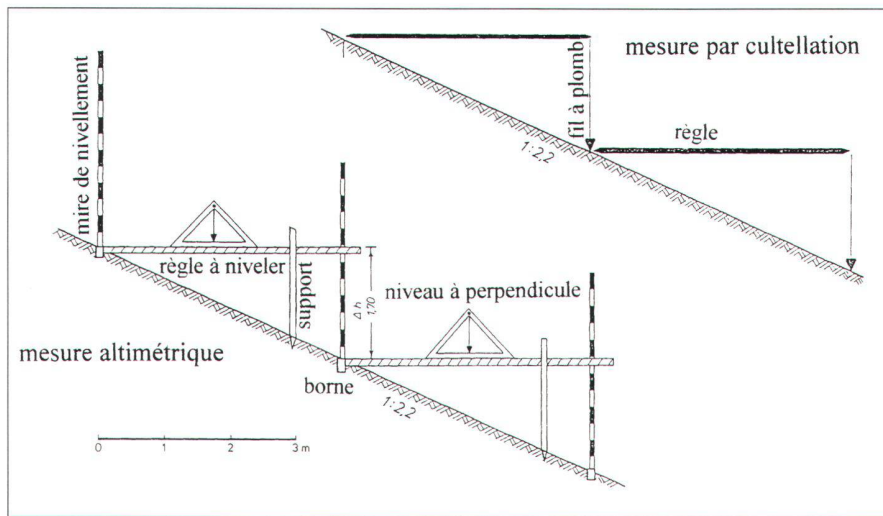 mesure par cultellation
fil à plomb
règle
1:2,2
mire de nivellement
règle à niveler
support
Δ h
1,70
niveau à perpendicule
mesure altimétrique
borne
1:2,2
0 1 2 3 m